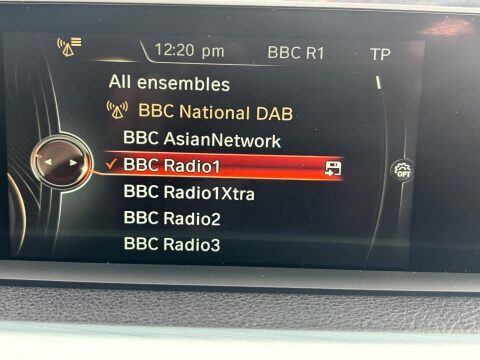 12:20 pm BBC R1 TP
All ensembles
BBC National DAB
BBC AsianNetwork
BBC Radio1
OPT
BBC Radio1Xtra
BBC Radio2
BBC Radio3